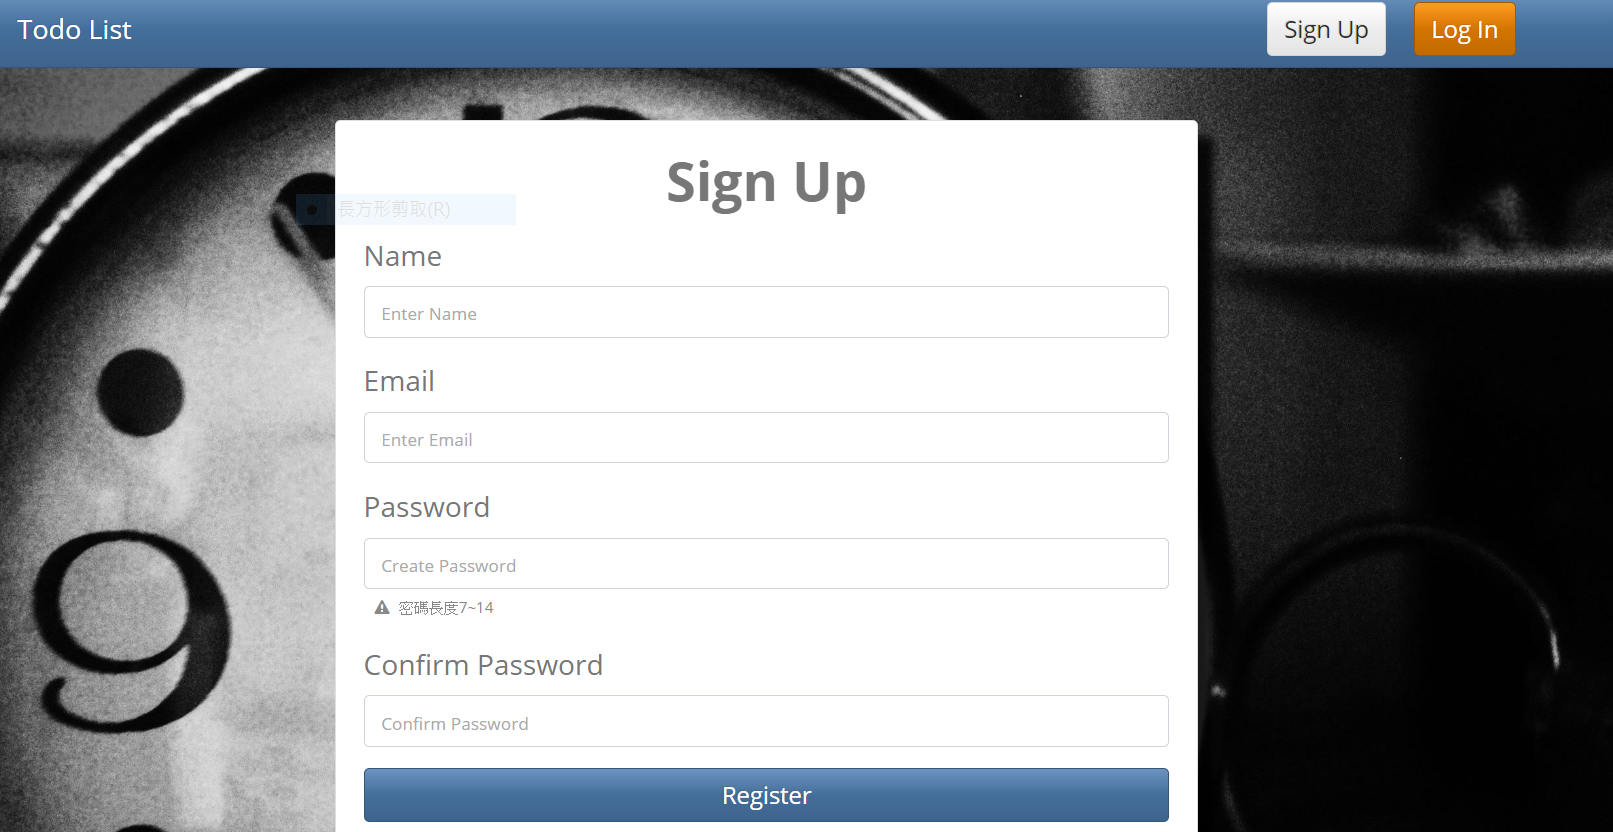 Todo List
Sign Up
Log In
Sign Up
長方形剪取(R)
Name
Enter Name
Email
Enter Email
Password
Create Password
密碼長度7~14
Confirm Password
Confirm Password
Register
9